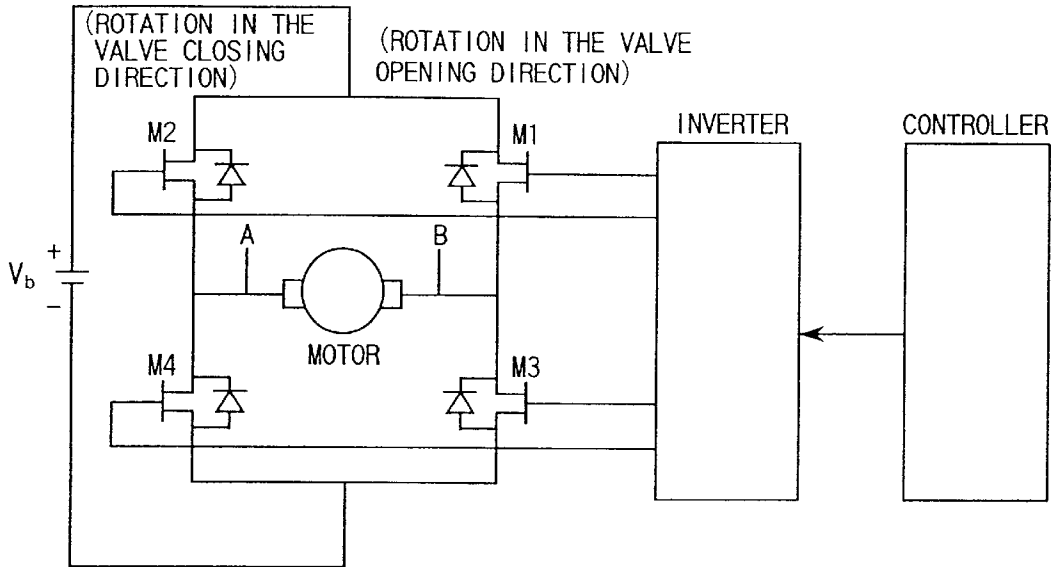 (ROTATION IN THE
VALVE CLOSING
DIRECTION)
(ROTATION IN THE VALVE
OPENING DIRECTION)
M2
M1
INVERTER
CONTROLLER
A
B
+
Vb
−
MOTOR
M4
M3